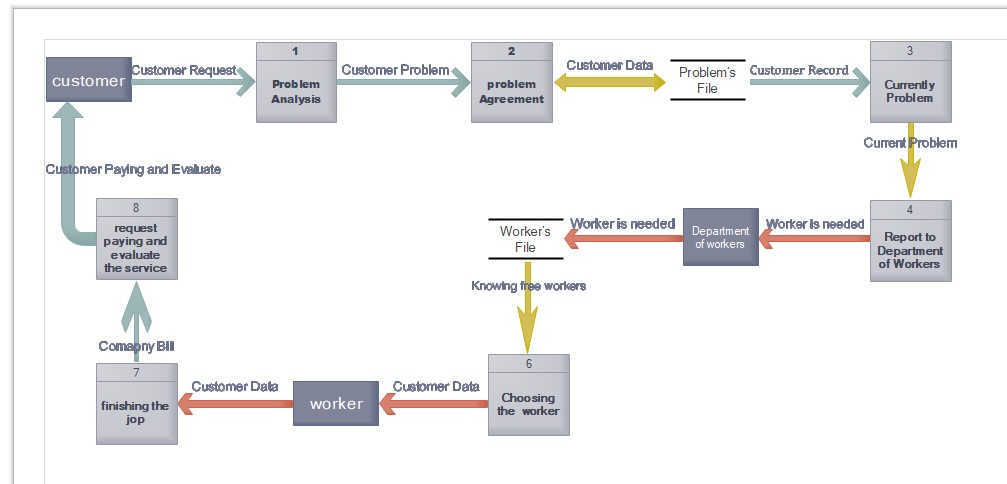 customer
Customer Request
1
Problem
Analysis
Customer Problem
2
problem
Agreement
Customer Data
Problem's
File
Customer Record
3
Currently
Problem
Current Problem
4
Report to
Department
of Workers
Worker is needed
Department
of workers
Worker is needed
Worker's
File
Knowing free workers
6
Choosing
the worker
Customer Data
worker
Customer Data
7
finishing the
jop
Comapny Bill
8
request
paying and
evaluate
the service
Customer Paying and Evaluate